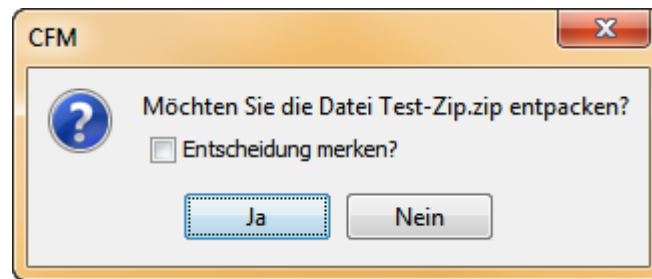 CFM
Möchten Sie die Datei Test-Zip.zip entpacken?
Entscheidung merken?
Ja
Nein